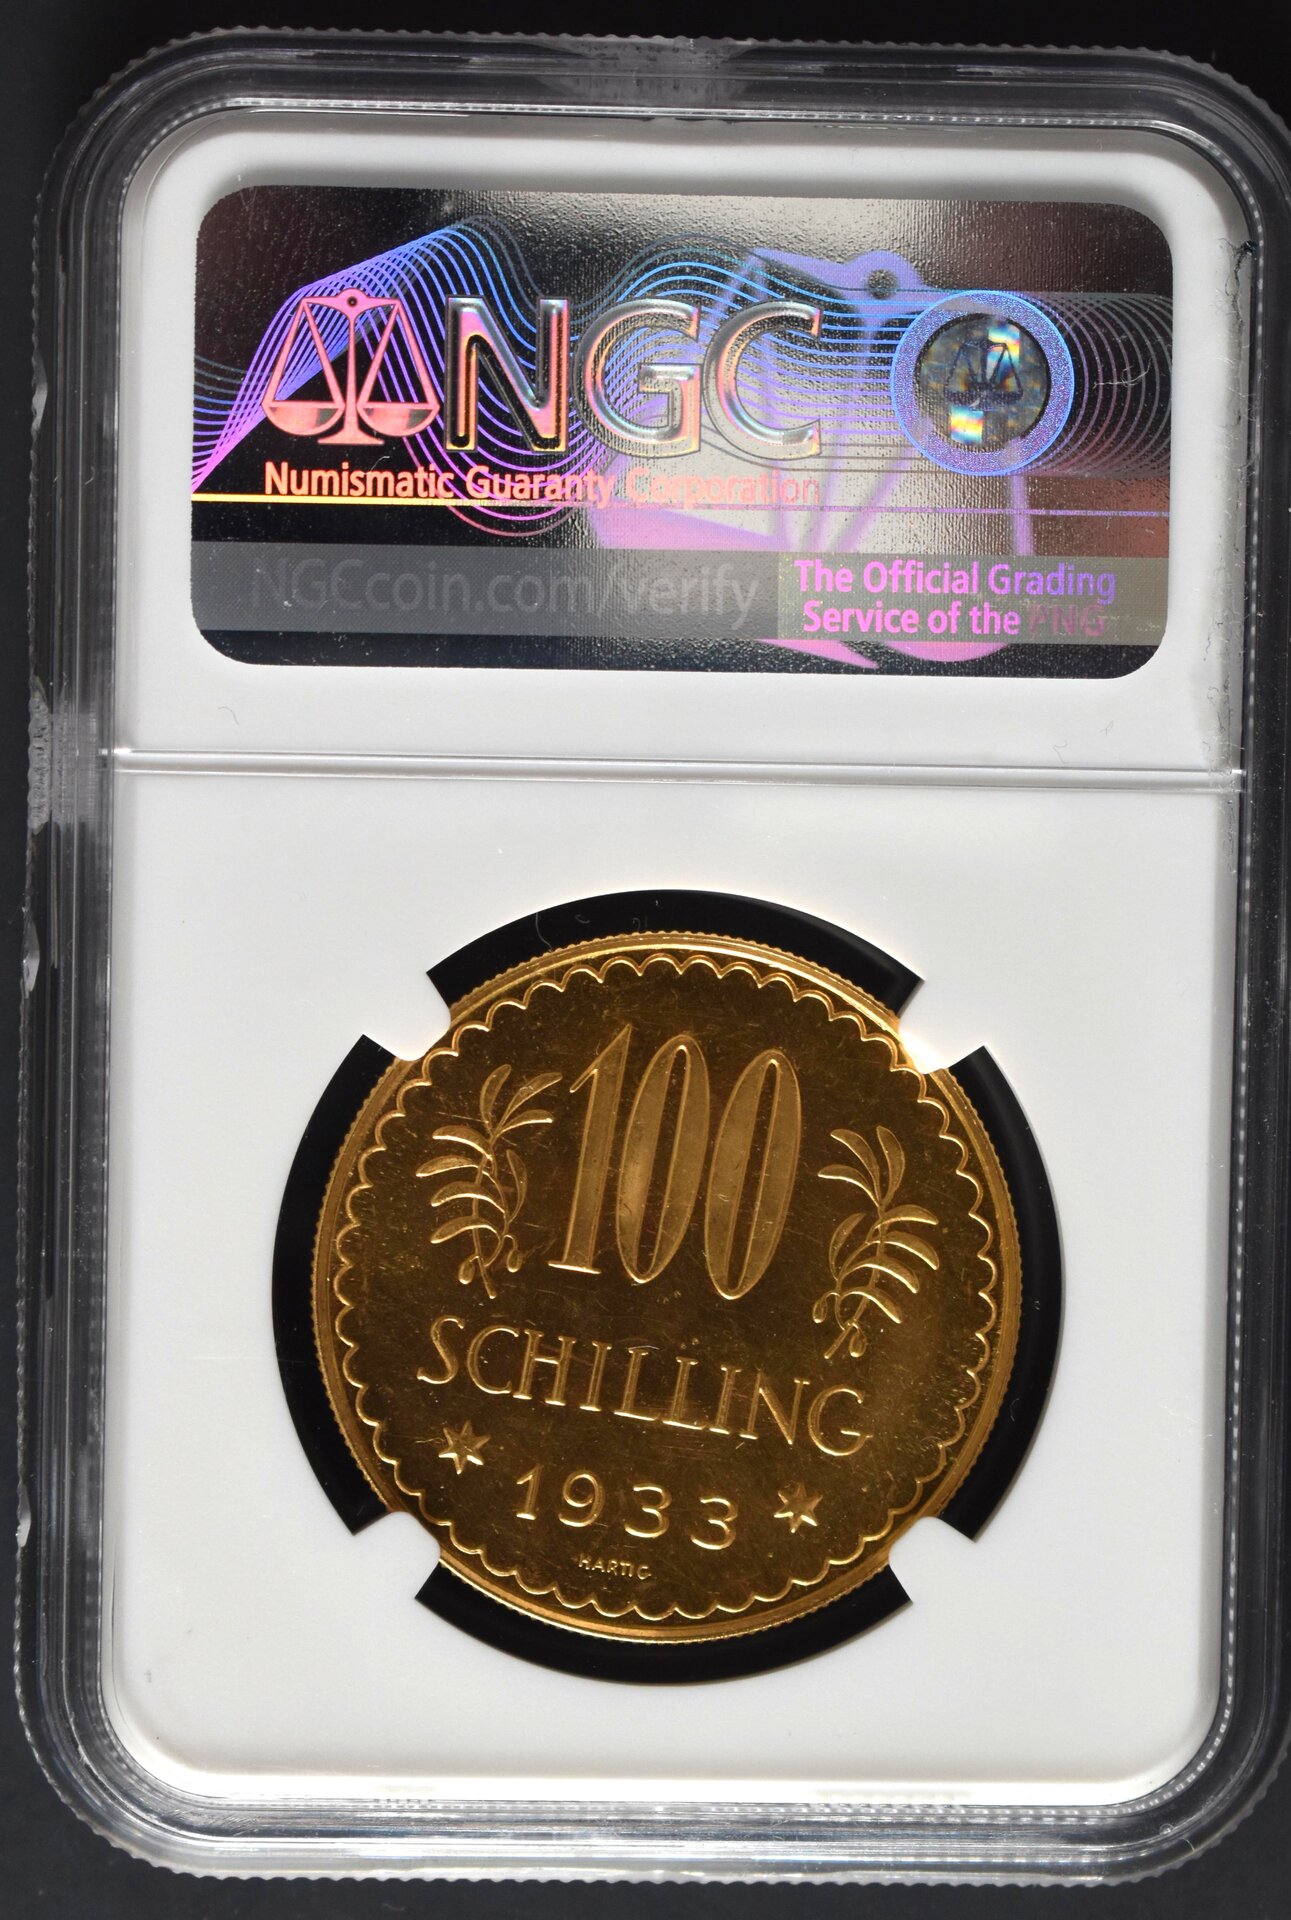 NGC
Numismatic Guaranty Corporation
NGCcoin.com/verify
The Official Grading
Service of the PNG
100
SCHILLING
1933
HARTIG